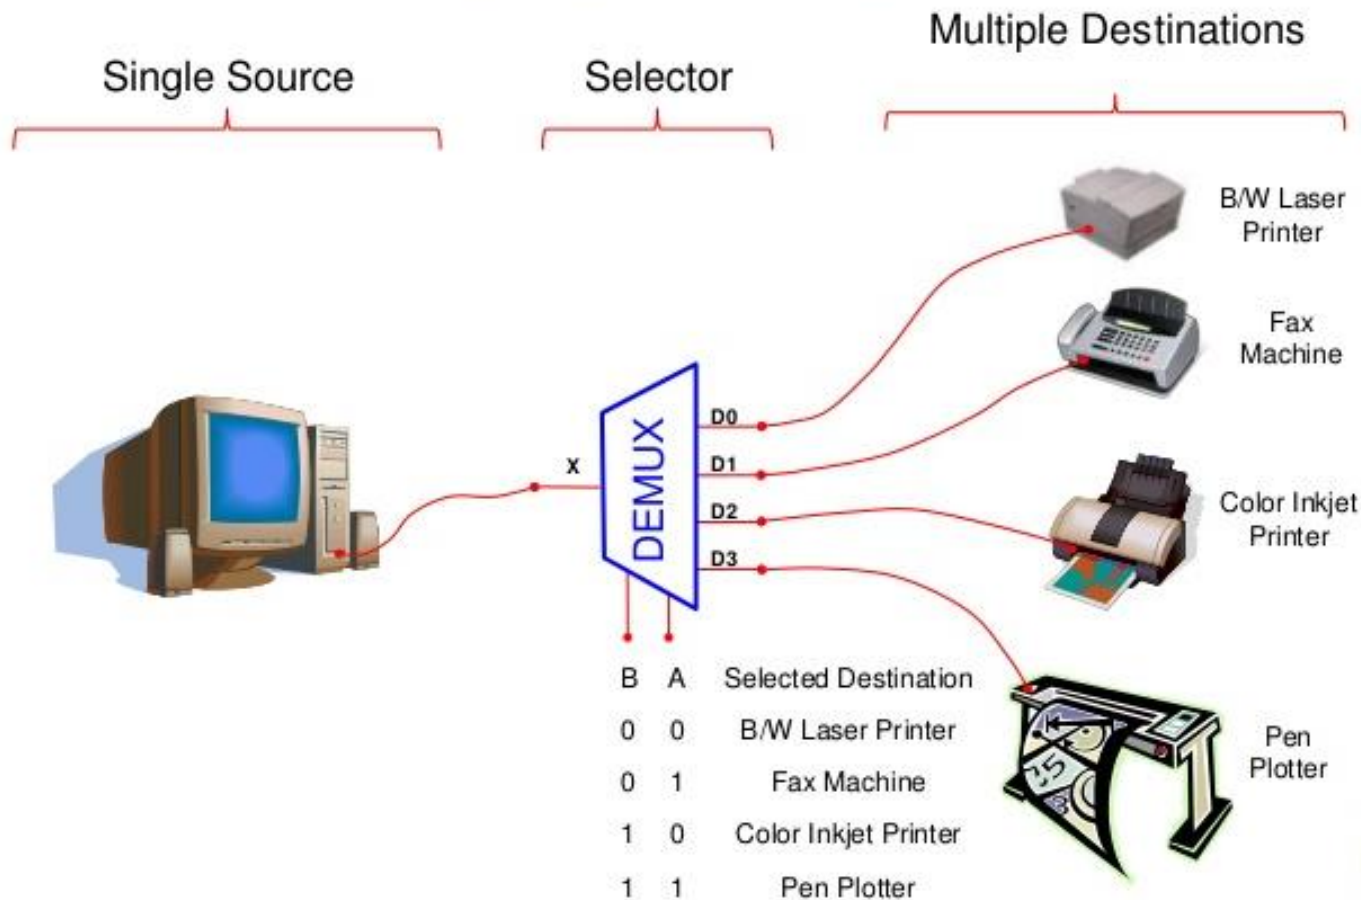 Single Source
Selector
Multiple Destinations
B/W Laser
Printer
Fax
Machine
Color Inkjet
Printer
Pen
Plotter
X
DEMUX
D0
D1
D2
D3
B A Selected Destination
0 0 B/W Laser Printer
0 1 Fax Machine
1 0 Color Inkjet Printer
1 1 Pen Plotter